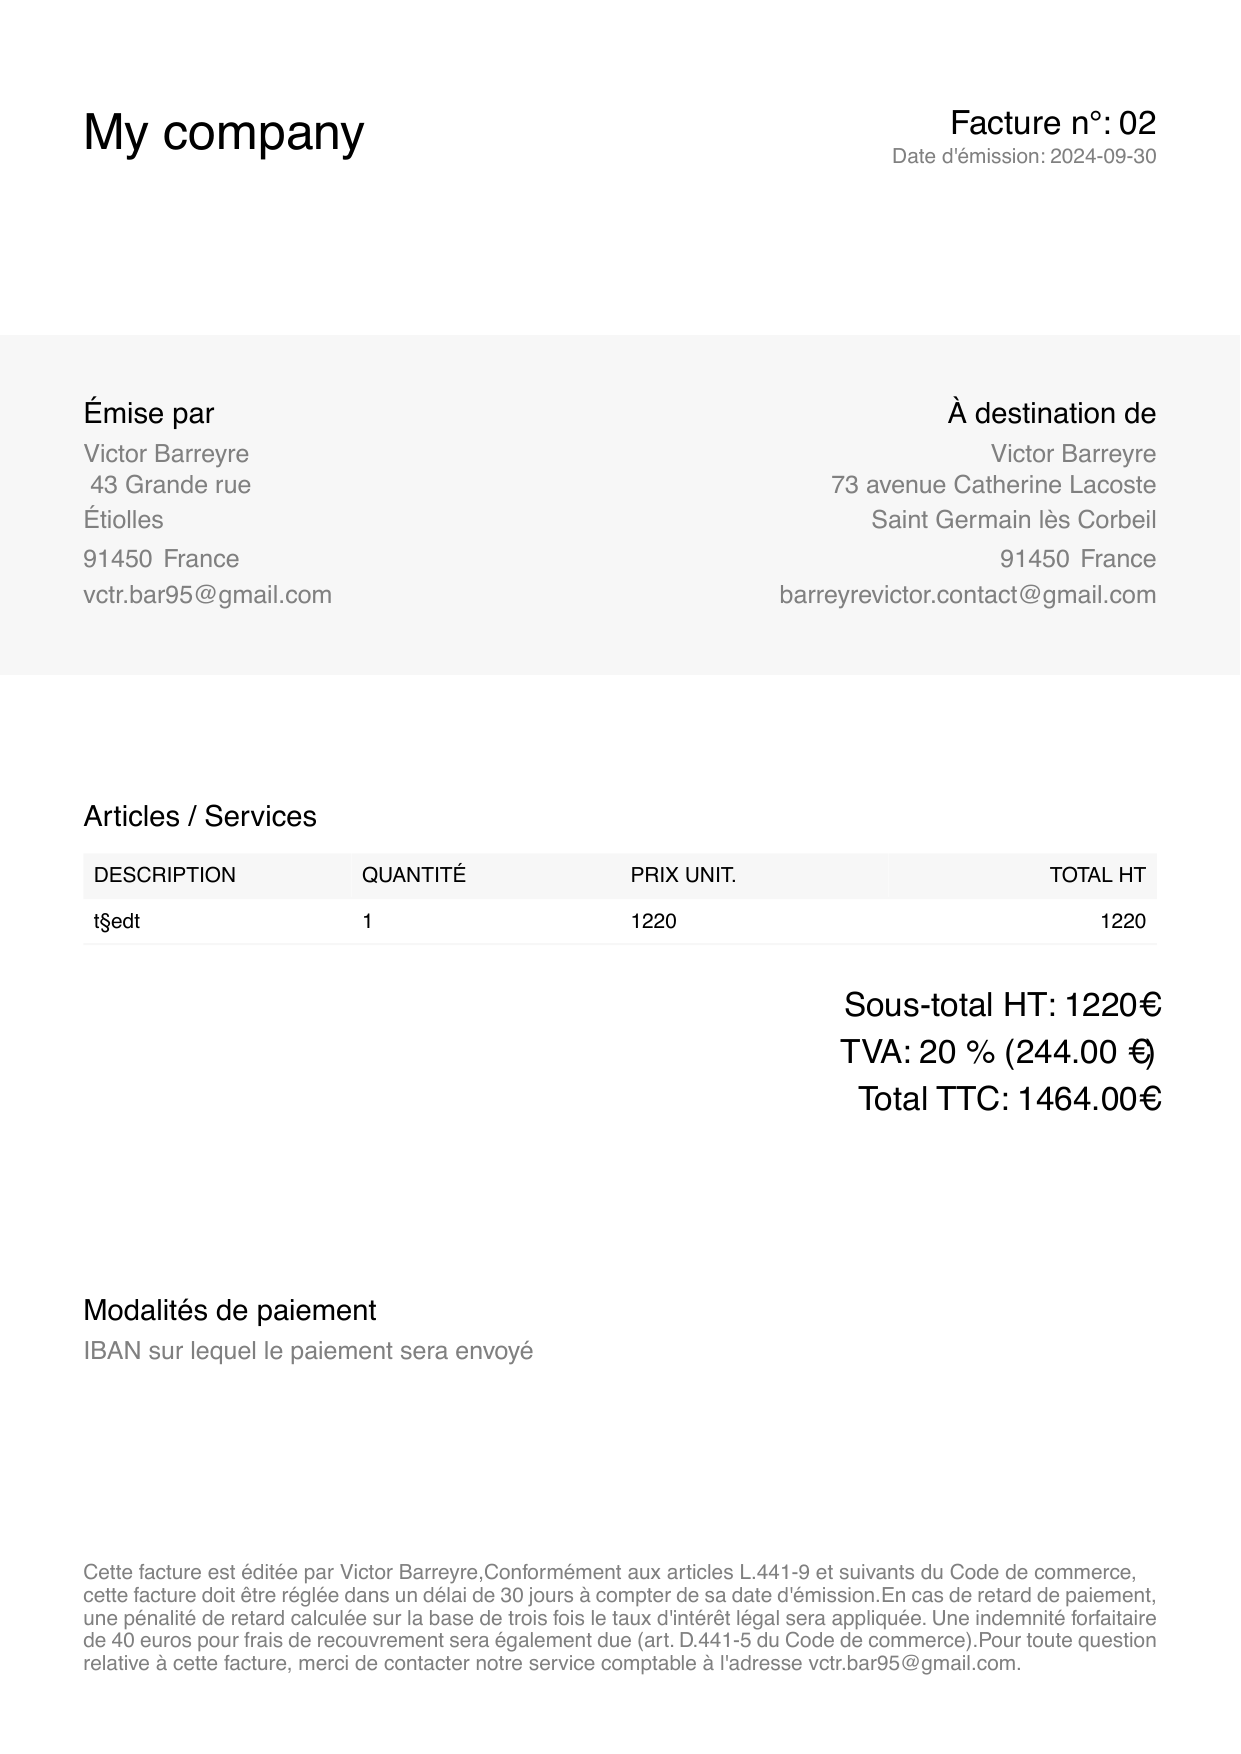 My company
Facture n°: 02
Date d'émission: 2024-09-30
Émise par
Victor Barreyre
43 Grande rue
Étiolles
91450 France
vctr.bar95@gmail.com
À destination de
Victor Barreyre
73 avenue Catherine Lacoste
Saint Germain lès Corbeil
91450 France
barreyrevictor.contact@gmail.com
Articles / Services
DESCRIPTION QUANTITÉ PRIX UNIT. TOTAL HT
t§edt 1 1220 1220
Sous-total HT: 1220€
TVA: 20 % (244.00 €)
Total TTC: 1464.00€
Modalités de paiement
IBAN sur lequel le paiement sera envoyé
Cette facture est éditée par Victor Barreyre,Conformément aux articles L.441-9 et suivants du Code de commerce,
cette facture doit être réglée dans un délai de 30 jours à compter de sa date d'émission.En cas de retard de paiement,
une pénalité de retard calculée sur la base de trois fois le taux d'intérêt légal sera appliquée. Une indemnité forfaitaire
de 40 euros pour frais de recouvrement sera également due (art. D.441-5 du Code de commerce).Pour toute question
relative à cette facture, merci de contacter notre service comptable à l'adresse vctr.bar95@gmail.com.